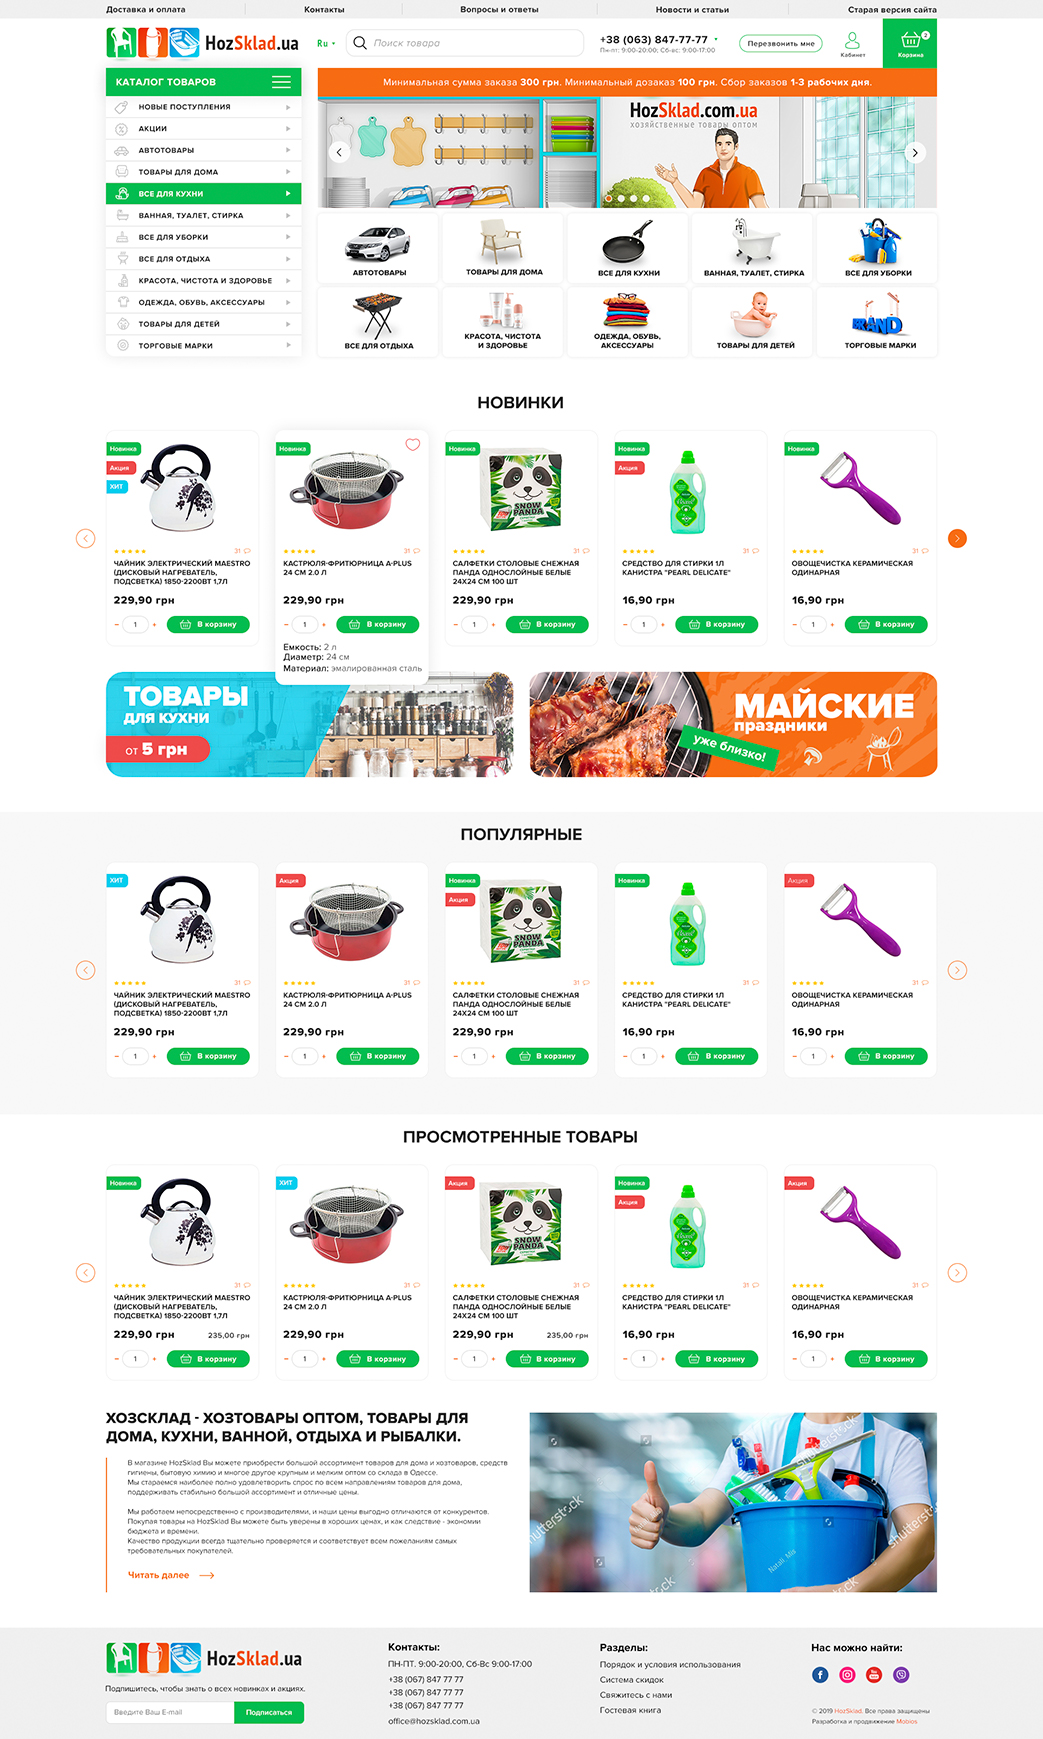 Доставка и оплата
Контакты
Вопросы и ответы
Новости и статьи
Старая версия сайта
HozSklad.ua
Ru
Поиск товара
+38 (063) 847-77-77
Пн-пт: 9:00-20:00, Сб-вс: 9:00-17:00
Перезвонить мне
Кабинет
2
Корзина
КАТАЛОГ ТОВАРОВ
НОВЫЕ ПОСТУПЛЕНИЯ
АКЦИИ
АВТОТОВАРЫ
ТОВАРЫ ДЛЯ ДОМА
ВСЕ ДЛЯ КУХНИ
ВАННАЯ, ТУАЛЕТ, СТИРКА
ВСЕ ДЛЯ УБОРКИ
ВСЕ ДЛЯ ОТДЫХА
КРАСОТА, ЧИСТОТА И ЗДОРОВЬЕ
ОДЕЖДА, ОБУВЬ, АКСЕССУАРЫ
ТОВАРЫ ДЛЯ ДЕТЕЙ
ТОРГОВЫЕ МАРКИ
Минимальная сумма заказа 300 грн. Минимальный дозаказ 100 грн. Сбор заказов 1-3 рабочих дня.
HozSklad.com.ua
хозяйственные товары оптом
АВТОТОВАРЫ
ТОВАРЫ ДЛЯ ДОМА
ВСЕ ДЛЯ КУХНИ
ВАННАЯ, ТУАЛЕТ, СТИРКА
ВСЕ ДЛЯ УБОРКИ
BRAND
ВСЕ ДЛЯ ОТДЫХА
КРАСОТА, ЧИСТОТА
И ЗДОРОВЬЕ
ОДЕЖДА, ОБУВЬ,
АКСЕССУАРЫ
ТОВАРЫ ДЛЯ ДЕТЕЙ
ТОРГОВЫЕ МАРКИ
НОВИНКИ
Новинка
Акция
ХИТ
31
ЧАЙНИК ЭЛЕКТРИЧЕСКИЙ MAESTRO
(ДИСКОВЫЙ НАГРЕВАТЕЛЬ,
ПОДСВЕТКА) 1850-2200ВТ 1,7Л
229,90 грн
− 1 +
В корзину
Новинка
31
КАСТРЮЛЯ-ФРИТЮРНИЦА A-PLUS
24 СМ 2.0 Л
229,90 грн
− 1 +
В корзину
Емкость: 2 л
Диаметр: 24 см
Материал: эмалированная сталь
Новинка
SNOW
PANDA
31
САЛФЕТКИ СТОЛОВЫЕ СНЕЖНАЯ
ПАНДА ОДНОСЛОЙНЫЕ БЕЛЫЕ
24Х24 СМ 100 ШТ
229,90 грн
− 1 +
В корзину
Новинка
Акция
31
СРЕДСТВО ДЛЯ СТИРКИ 1Л
КАНИСТРА "PEARL DELICATE"
16,90 грн
− 1 +
В корзину
Новинка
31
ОВОЩЕЧИСТКА КЕРАМИЧЕСКАЯ
ОДИНАРНАЯ
16,90 грн
− 1 +
В корзину
ТОВАРЫ
ДЛЯ КУХНИ
от 5 грн
МАЙСКИЕ
праздники
уже близко!
ПОПУЛЯРНЫЕ
ХИТ
31
ЧАЙНИК ЭЛЕКТРИЧЕСКИЙ MAESTRO
(ДИСКОВЫЙ НАГРЕВАТЕЛЬ,
ПОДСВЕТКА) 1850-2200ВТ 1,7Л
229,90 грн
− 1 +
В корзину
Акция
31
КАСТРЮЛЯ-ФРИТЮРНИЦА A-PLUS
24 СМ 2.0 Л
229,90 грн
− 1 +
В корзину
Новинка
Акция
SNOW
PANDA
31
САЛФЕТКИ СТОЛОВЫЕ СНЕЖНАЯ
ПАНДА ОДНОСЛОЙНЫЕ БЕЛЫЕ
24Х24 СМ 100 ШТ
229,90 грн
− 1 +
В корзину
Новинка
31
СРЕДСТВО ДЛЯ СТИРКИ 1Л
КАНИСТРА "PEARL DELICATE"
16,90 грн
− 1 +
В корзину
Акция
31
ОВОЩЕЧИСТКА КЕРАМИЧЕСКАЯ
ОДИНАРНАЯ
16,90 грн
− 1 +
В корзину
ПРОСМОТРЕННЫЕ ТОВАРЫ
Новинка
31
ЧАЙНИК ЭЛЕКТРИЧЕСКИЙ MAESTRO
(ДИСКОВЫЙ НАГРЕВАТЕЛЬ,
ПОДСВЕТКА) 1850-2200ВТ 1,7Л
229,90 грн 235,00 грн
− 1 +
В корзину
ХИТ
31
КАСТРЮЛЯ-ФРИТЮРНИЦА A-PLUS
24 СМ 2.0 Л
229,90 грн
− 1 +
В корзину
Акция
SNOW
PANDA
31
САЛФЕТКИ СТОЛОВЫЕ СНЕЖНАЯ
ПАНДА ОДНОСЛОЙНЫЕ БЕЛЫЕ
24Х24 СМ 100 ШТ
229,90 грн 235,00 грн
− 1 +
В корзину
Новинка
Акция
31
СРЕДСТВО ДЛЯ СТИРКИ 1Л
КАНИСТРА "PEARL DELICATE"
16,90 грн
− 1 +
В корзину
Акция
31
ОВОЩЕЧИСТКА КЕРАМИЧЕСКАЯ
ОДИНАРНАЯ
16,90 грн
− 1 +
В корзину
ХОЗСКЛАД - ХОЗТОВАРЫ ОПТОМ, ТОВАРЫ ДЛЯ
ДОМА, КУХНИ, ВАННОЙ, ОТДЫХА И РЫБАЛКИ.
В магазине HozSklad Вы можете приобрести большой ассортимент товаров для дома и хозтоваров, средств
гигиены, бытовую химию и многое другое крупным и мелким оптом со склада в Одессе.
Мы стараемся наиболее полно удовлетворить спрос по всем направлениям товаров для дома,
поддерживать стабильно большой ассортимент и отличные цены.
Мы работаем непосредственно с производителями, и наши цены выгодно отличаются от конкурентов.
Покупая товары на HozSklad Вы можете быть уверены в хороших ценах, и как следствие - экономии
бюджета и времени.
Качество продукции всегда тщательно проверяется и соответствует всем пожеланиям самых
требовательных покупателей.
Читать далее
shutterstock
shutterstock
shutterstock
shutterstock
Natali_Mis
HozSklad.ua
Подпишитесь, чтобы знать о всех новинках и акциях.
Введите Ваш E-mail
Подписаться
Контакты:
ПН-ПТ. 9:00-20:00, Сб-Вс 9:00-17:00
+38 (067) 847 77 77
+38 (067) 847 77 77
+38 (067) 847 77 77
office@hozsklad.com.ua
Разделы:
Порядок и условия использования
Система скидок
Свяжитесь с нами
Гостевая книга
Нас можно найти:
© 2019 HozSklad. Все права защищены
Разработка и продвижение Mobios